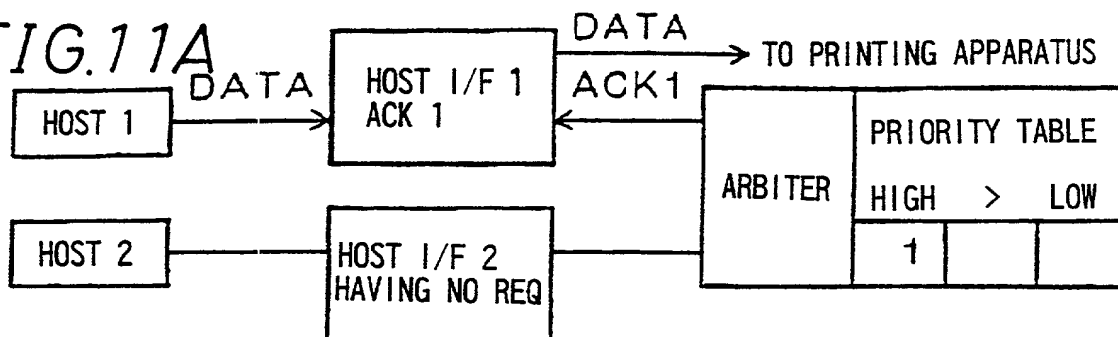 FIG.11A
DATA
HOST 1
DATA
HOST I/F 1
ACK 1
ACK1
TO PRINTING APPARATUS
HOST 2
HOST I/F 2
HAVING NO REQ
ARBITER
PRIORITY TABLE
HIGH > LOW
1